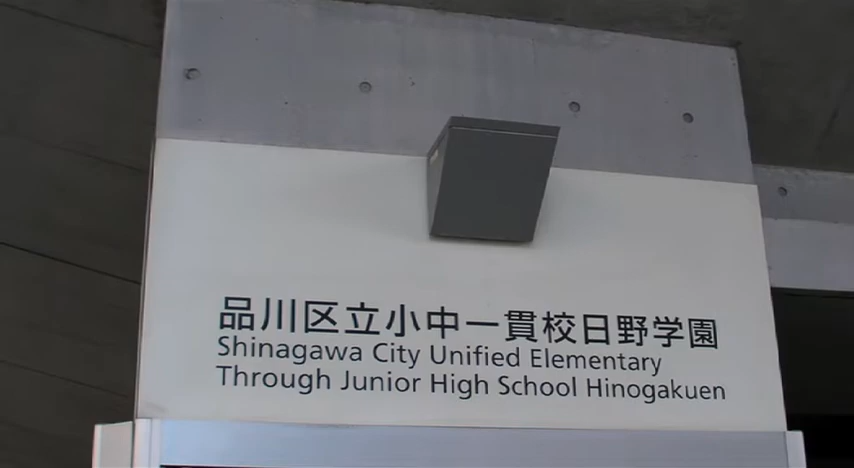 品川区立小中一貫校日野学園
Shinagawa City Unified Elementary
Through Junior High School Hinogakuen